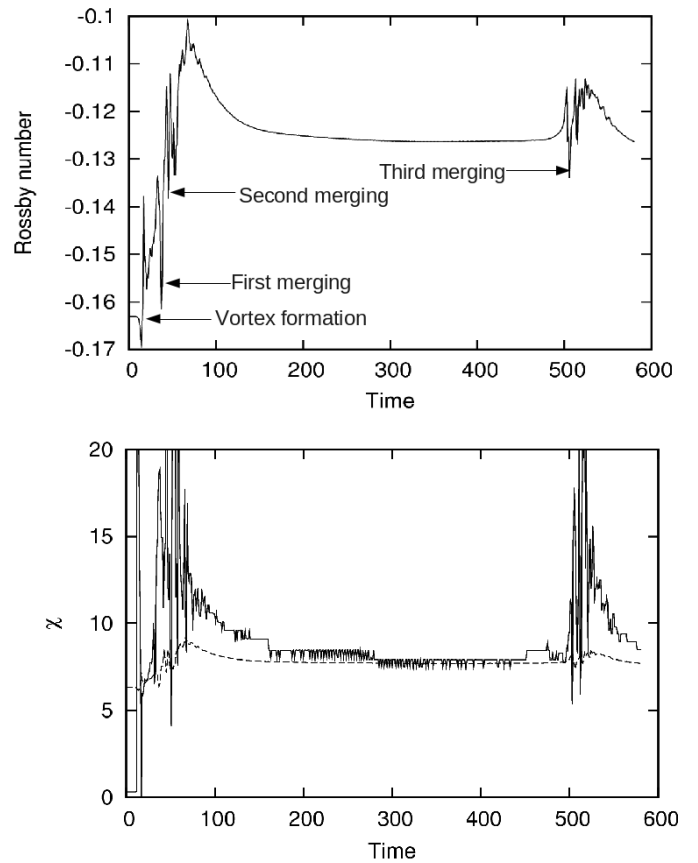 -0.1
-0.11
-0.12
-0.13
-0.14
-0.15
-0.16
-0.17
Rossby number
Third merging
Second merging
First merging
Vortex formation
0 100 200 300 400 500 600
Time
20
15
10
5
0
χ
0 100 200 300 400 500 600
Time